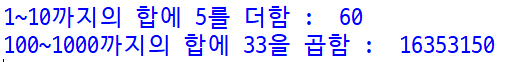 1~10까지의 합에 5를 더함 :  60
100~1000까지의 합에 33을 곱함 :  16353150